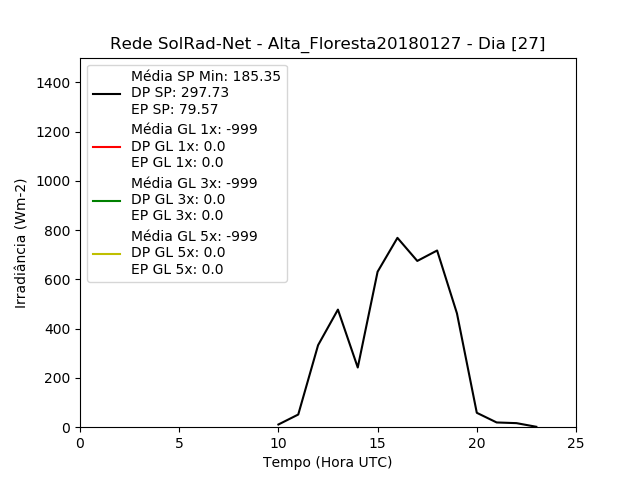 Rede SolRad-Net - Alta_Floresta20180127 - Dia [27]
Média SP Min: 185.35
DP SP: 297.73
EP SP: 79.57
Média GL 1x: -999
DP GL 1x: 0.0
EP GL 1x: 0.0
Média GL 3x: -999
DP GL 3x: 0.0
EP GL 3x: 0.0
Média GL 5x: -999
DP GL 5x: 0.0
EP GL 5x: 0.0
Irradiância (Wm-2)
1400
1200
1000
800
600
400
200
0
0 5 10 15 20 25
Tempo (Hora UTC)